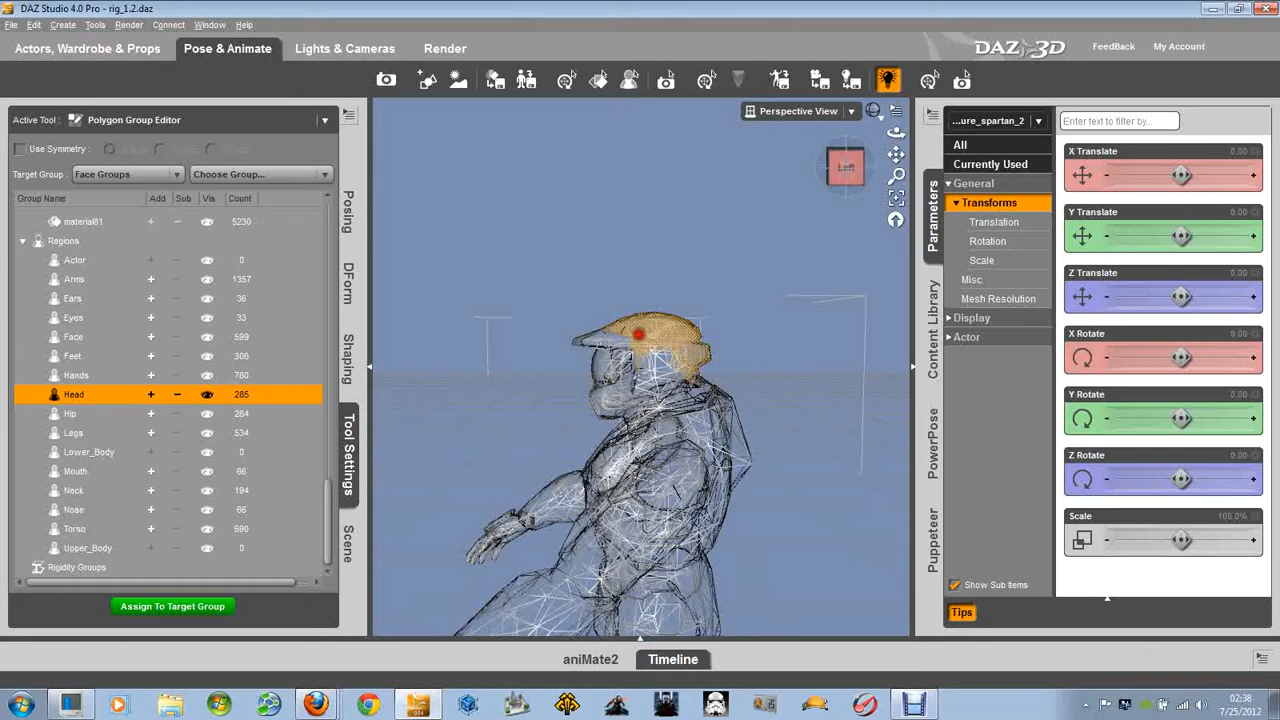 DAZ Studio 4.0 Pro - rig_1.2.daz
File Edit Create Tools Render Connect Window Help
Actors, Wardrobe & Props Pose & Animate Lights & Cameras Render
DAZ 3D FeedBack My Account
Active Tool : Polygon Group Editor
Use Symmetry :
Target Group : Face Groups Choose Group...
Group Name Add Sub Vis Count
material81 + - 5230
Regions
Actor + - 0
Arms + - 1357
Ears + - 36
Eyes + - 33
Face + - 599
Feet + - 306
Hands + - 780
Head + - 285
Hip + - 284
Legs + - 534
Lower_Body + - 0
Mouth + - 66
Neck + - 194
Nose + - 66
Torso + - 690
Upper_Body + - 0
Rigidity Groups
Assign To Target Group
Posing
DForm
Shaping
Tool Settings
Scene
Perspective View
Left
Parameters
Content Library
PowerPose
Puppeteer
...ure_spartan_2
Enter text to filter by...
All
Currently Used
General
Transforms
Translation
Rotation
Scale
Misc
Mesh Resolution
Display
Actor
Show Sub Items
Tips
X Translate 0.00
Y Translate 0.00
Z Translate 0.00
X Rotate 0.00
Y Rotate 0.00
Z Rotate 0.00
Scale 100.0%
aniMate2 Timeline
02:38
7/25/2012